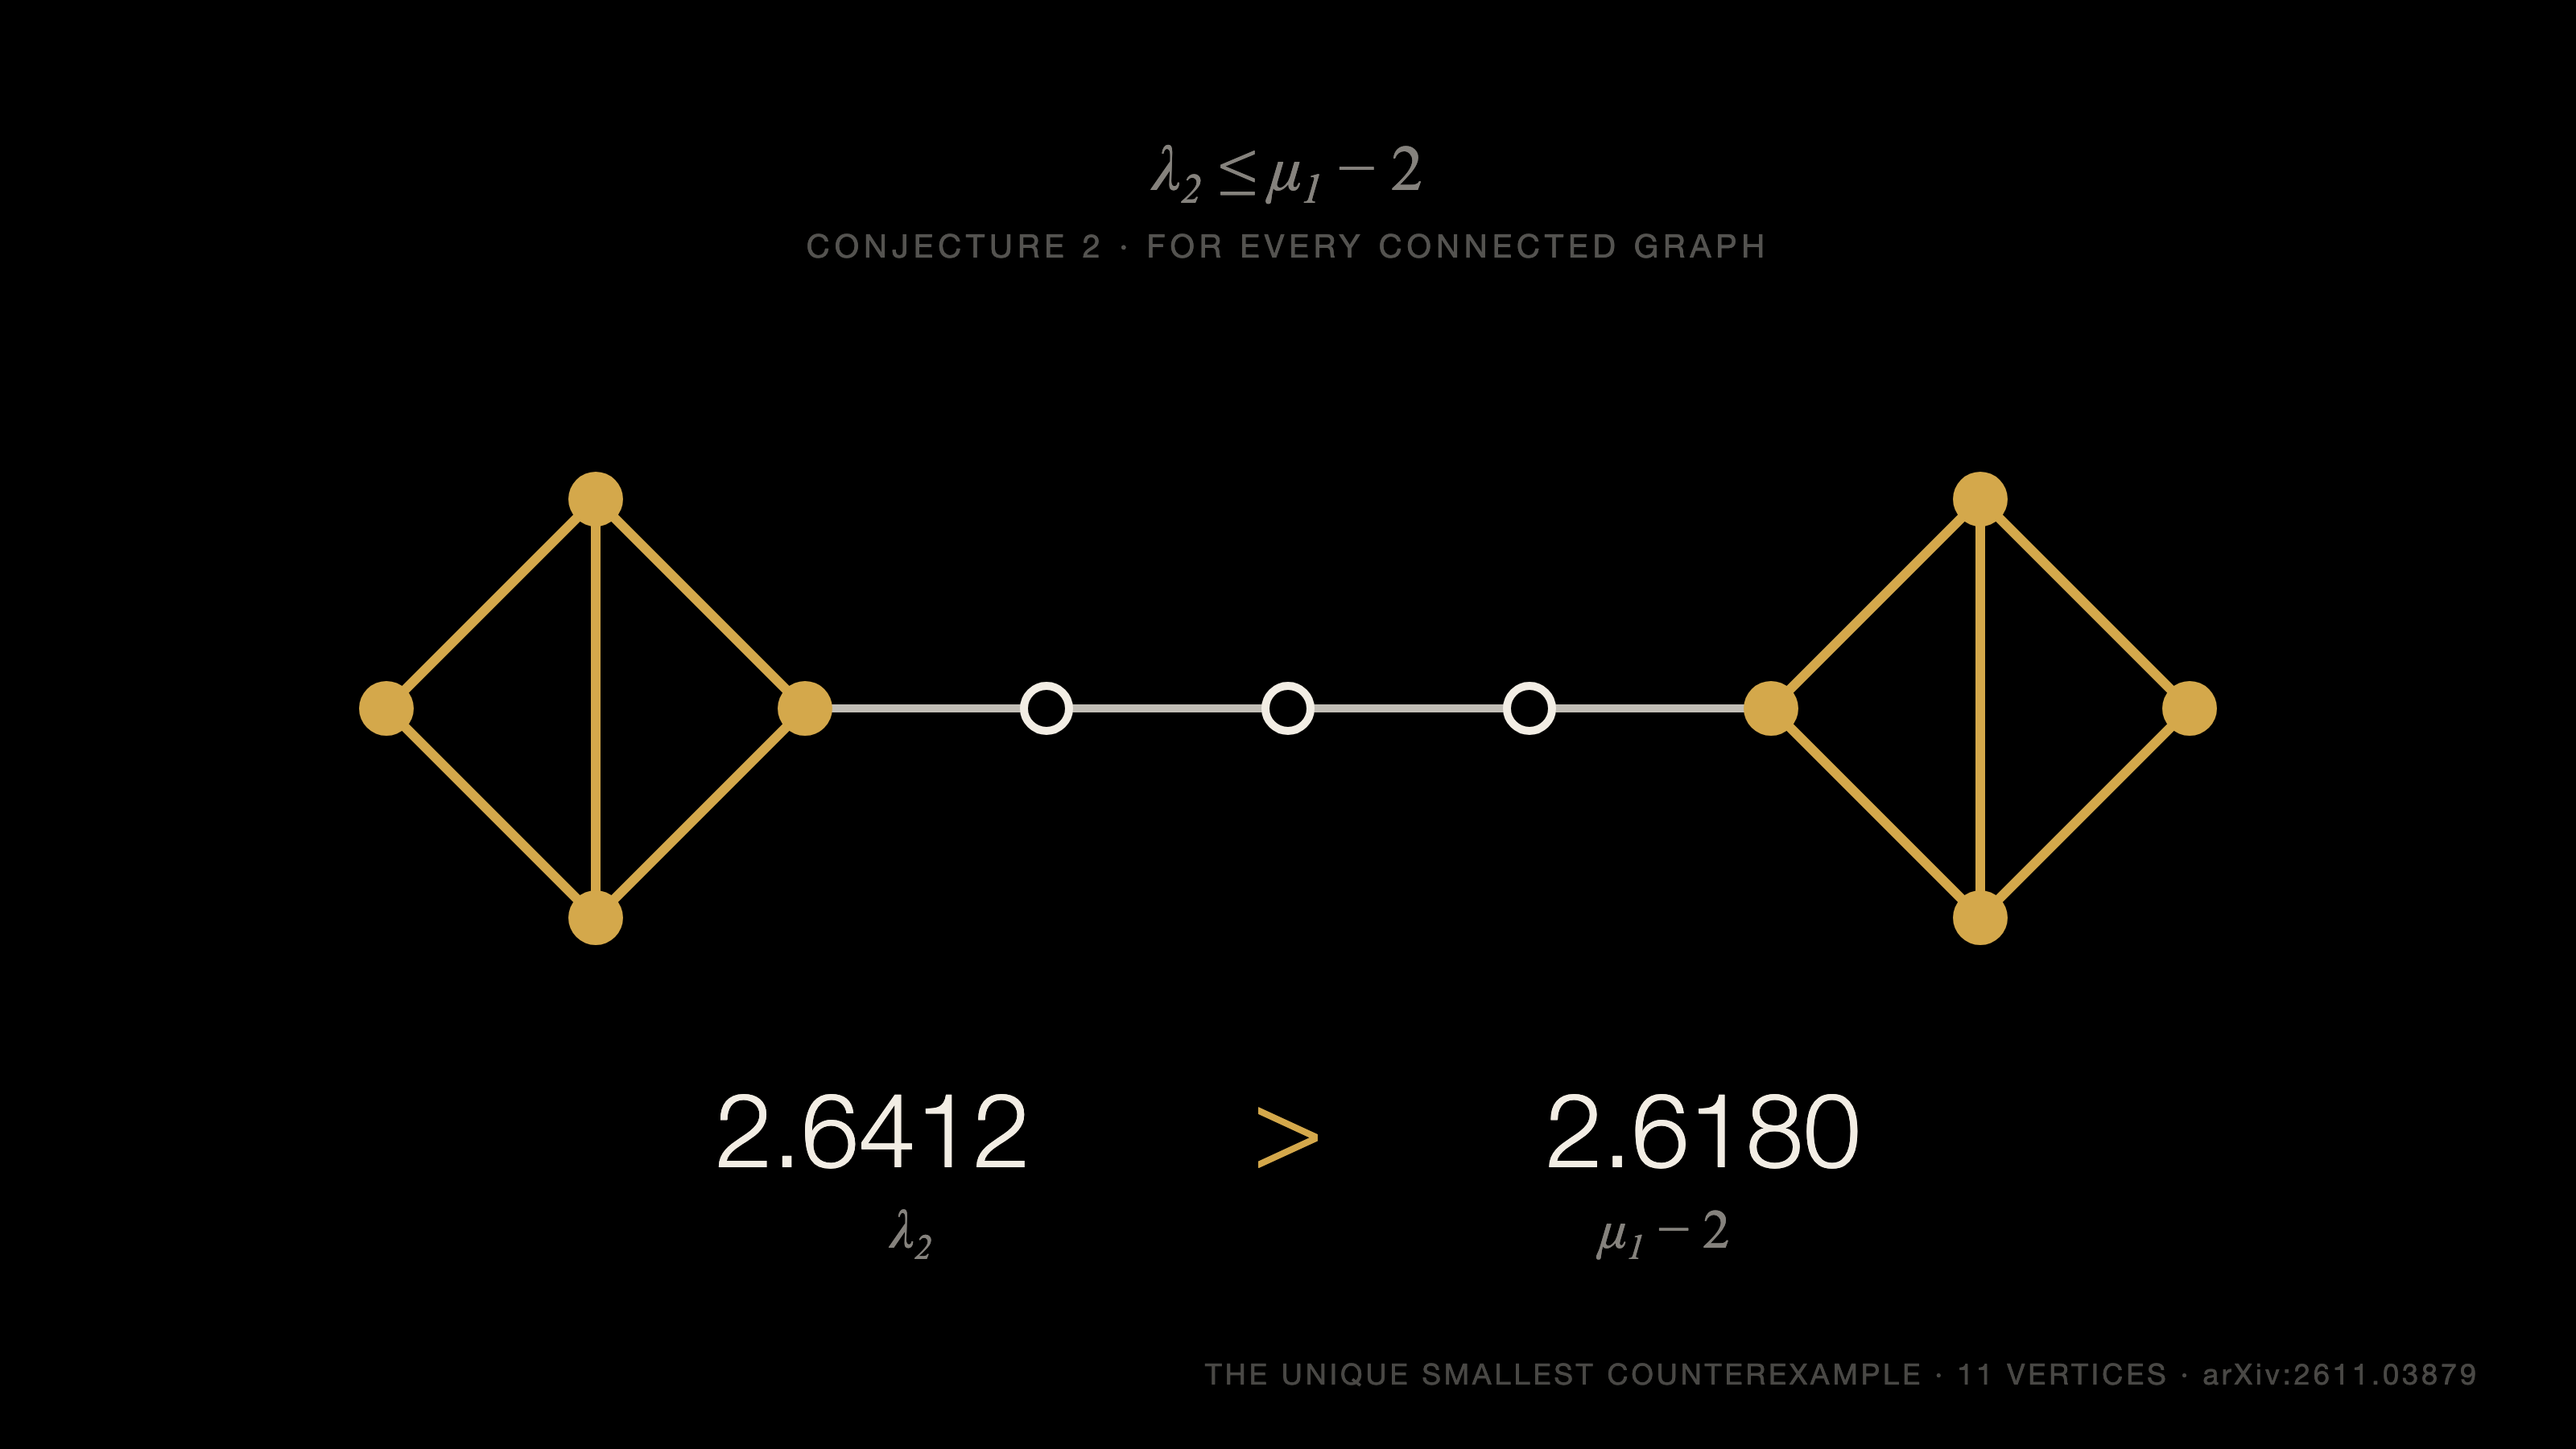 λ₂ ≤ μ₁ − 2
CONJECTURE 2 · FOR EVERY CONNECTED GRAPH
2.6412 > 2.6180
λ₂ μ₁ − 2
THE UNIQUE SMALLEST COUNTEREXAMPLE · 11 VERTICES · arXiv:2611.03879